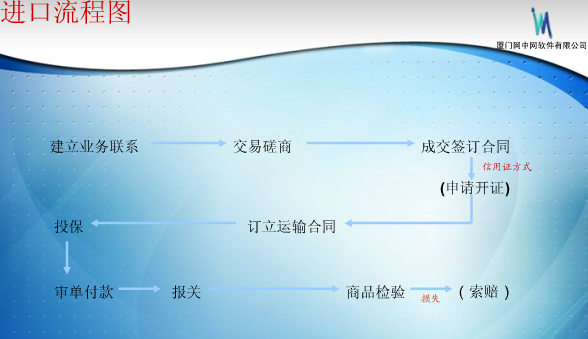 进口流程图
厦门网中网软件有限公司
建立业务联系 交易磋商 成交签订合同
信用证方式
(申请开证)
投保 订立运输合同
审单付款 报关 商品检验 损失 ( 索赔 )